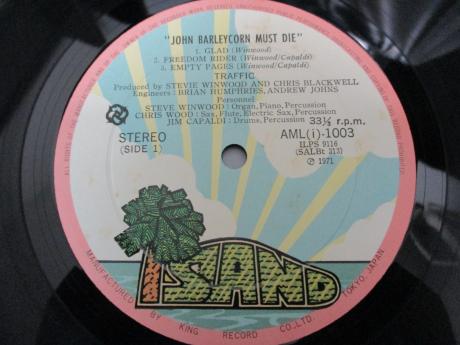 "JOHN BARLEYCORN MUST DIE"
1. GLAD (Winwood)
2. FREEDOM RIDER (Winwood/Capaldi)
3. EMPTY PAGES (Winwood/Capaldi)
TRAFFIC
Produced by STEVIE WINWOOD AND CHRIS BLACKWELL
Engineers : BRIAN HUMPHRIES, ANDREW JOHNS
Personnel
STEVE WINWOOD : Organ, Piano, Percussion
CHRIS WOOD : Sax, Flute, Electric Sax, Percussion
JIM CAPALDI : Drums, Percussion
33⅓ r.p.m.
STEREO
(SIDE 1)
AML(i)-1003
ILPS 9116
(SALBt 313)
Ⓟ 1971
ISLAND
MANUFACTURED BY KING RECORD CO., LTD. TOKYO, JAPAN